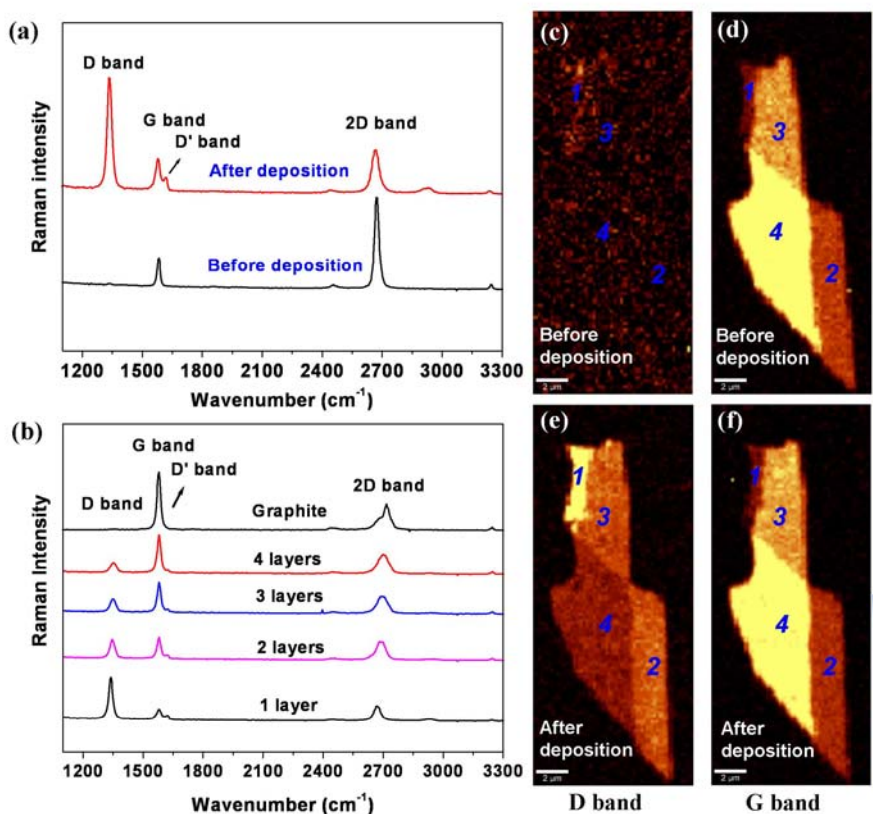 (a)
D band
G band
D' band
2D band
After deposition
Before deposition
Raman intensity
1200 1500 1800 2100 2400 2700 3000 3300
Wavenumber (cm-1)
(b)
G band
D' band
D band
2D band
Graphite
4 layers
3 layers
2 layers
1 layer
Raman Intensity
1200 1500 1800 2100 2400 2700 3000 3300
Wavenumber (cm-1)
(c)
1
3
4
2
Before
deposition
2 μm
(d)
1
3
4
2
Before
deposition
2 μm
(e)
1
3
4
2
After
deposition
2 μm
D band
(f)
1
3
4
2
After
deposition
2 μm
G band